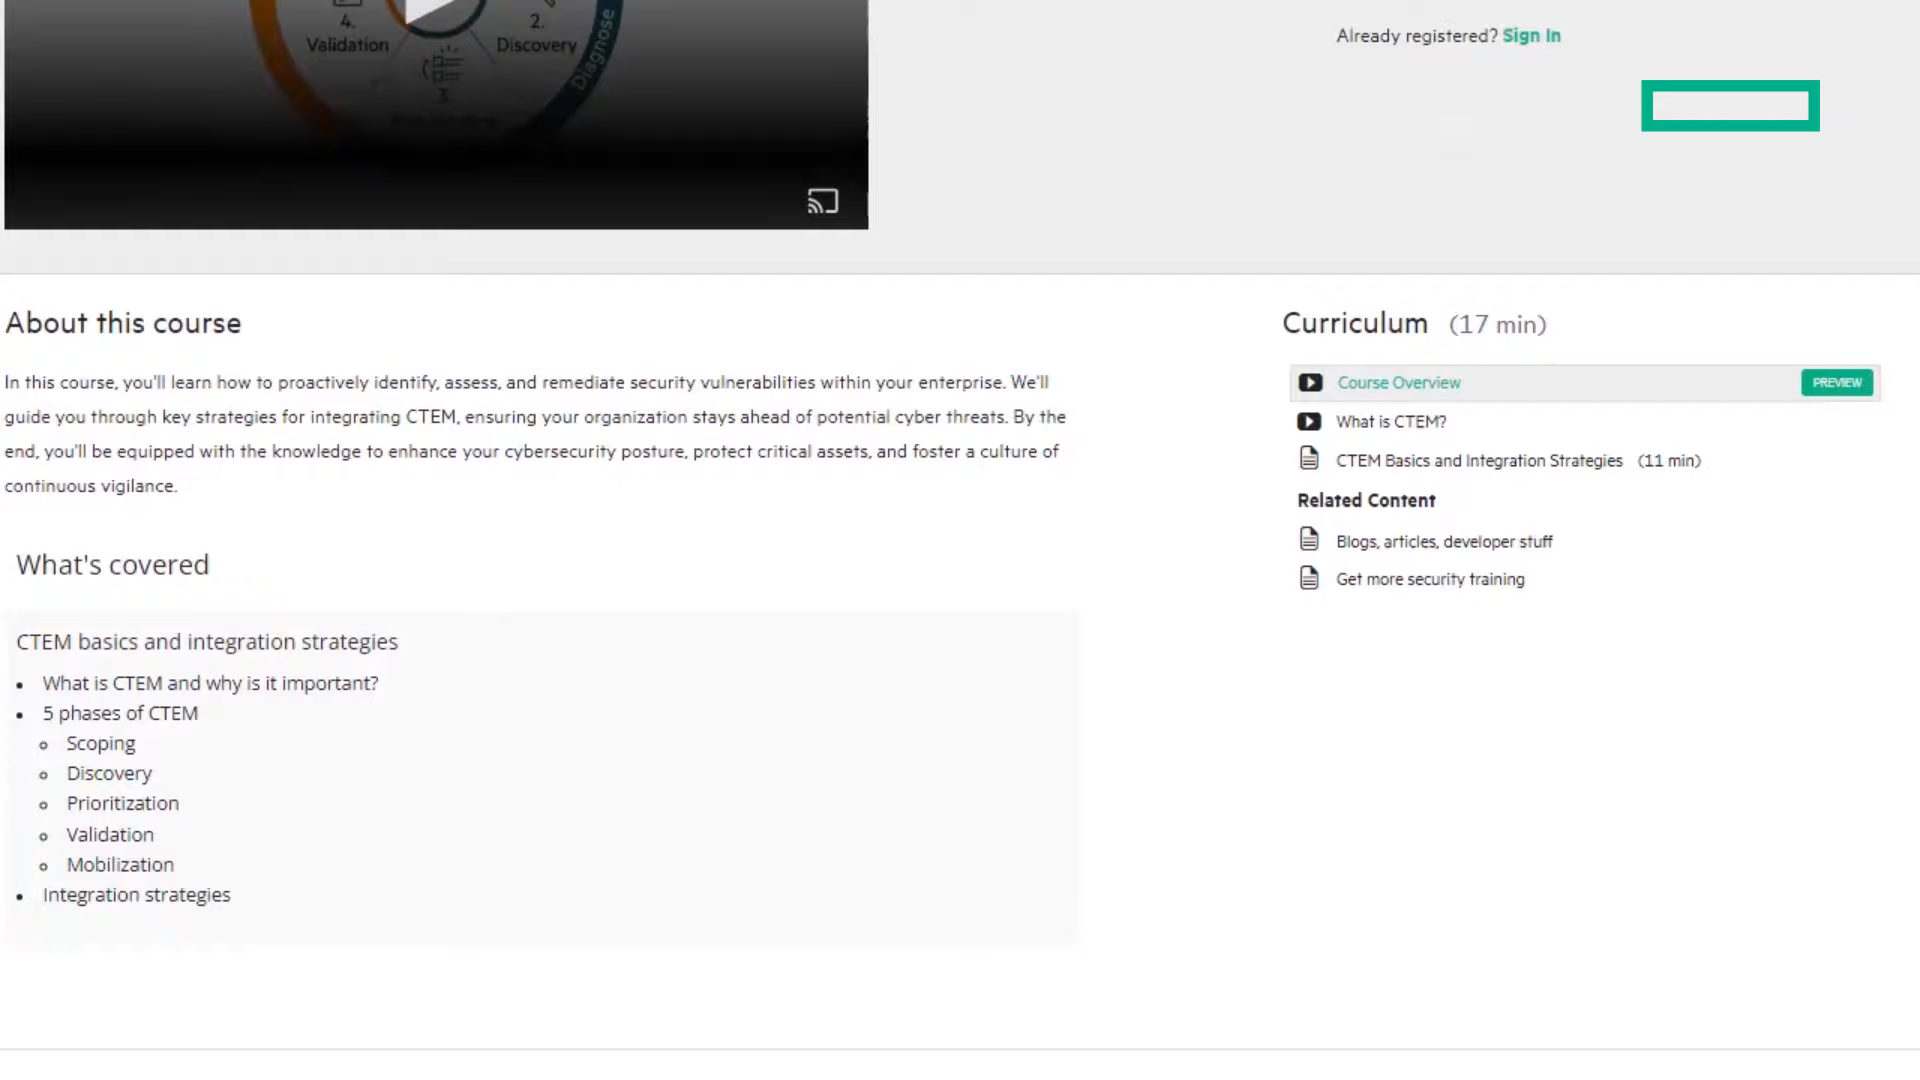 4.
Validation
2.
Discovery
Diagnose
3.
Already registered? Sign In
About this course
In this course, you'll learn how to proactively identify, assess, and remediate security vulnerabilities within your enterprise. We'll
guide you through key strategies for integrating CTEM, ensuring your organization stays ahead of potential cyber threats. By the
end, you'll be equipped with the knowledge to enhance your cybersecurity posture, protect critical assets, and foster a culture of
continuous vigilance.
What's covered
CTEM basics and integration strategies
• What is CTEM and why is it important?
• 5 phases of CTEM
Scoping
Discovery
Prioritization
Validation
Mobilization
• Integration strategies
Curriculum (17 min)
Course Overview PREVIEW
What is CTEM?
CTEM Basics and Integration Strategies (11 min)
Related Content
Blogs, articles, developer stuff
Get more security training